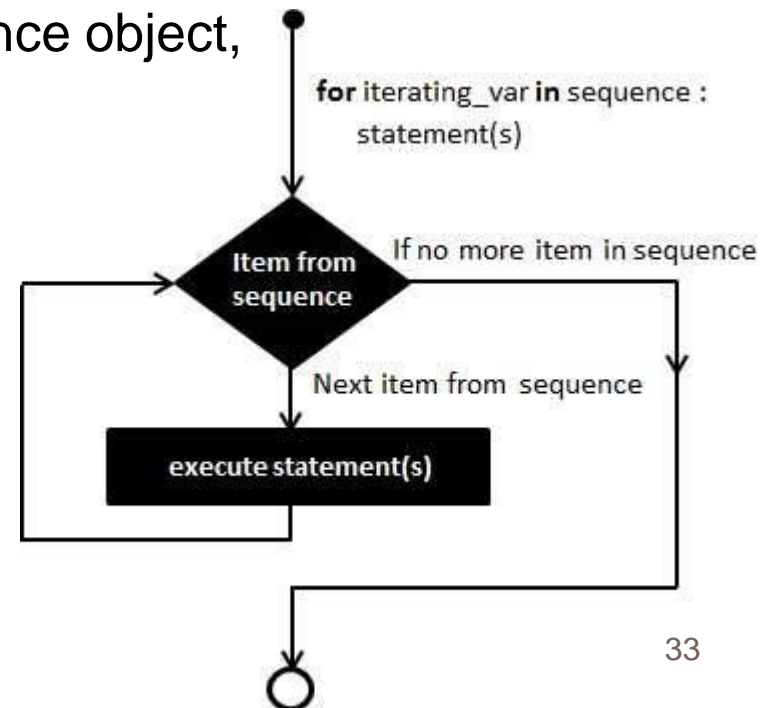 nce object,
for iterating_var in sequence :
statement(s)
If no more item in sequence
Item from
sequence
Next item from sequence
execute statement(s)
33